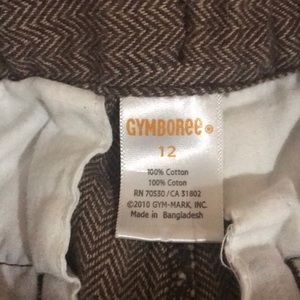 GYMBOREE®
12
100% Cotton
100% Coton
RN 70530 / CA 31802
©2010 GYM-MARK, INC.
Made in Bangladesh